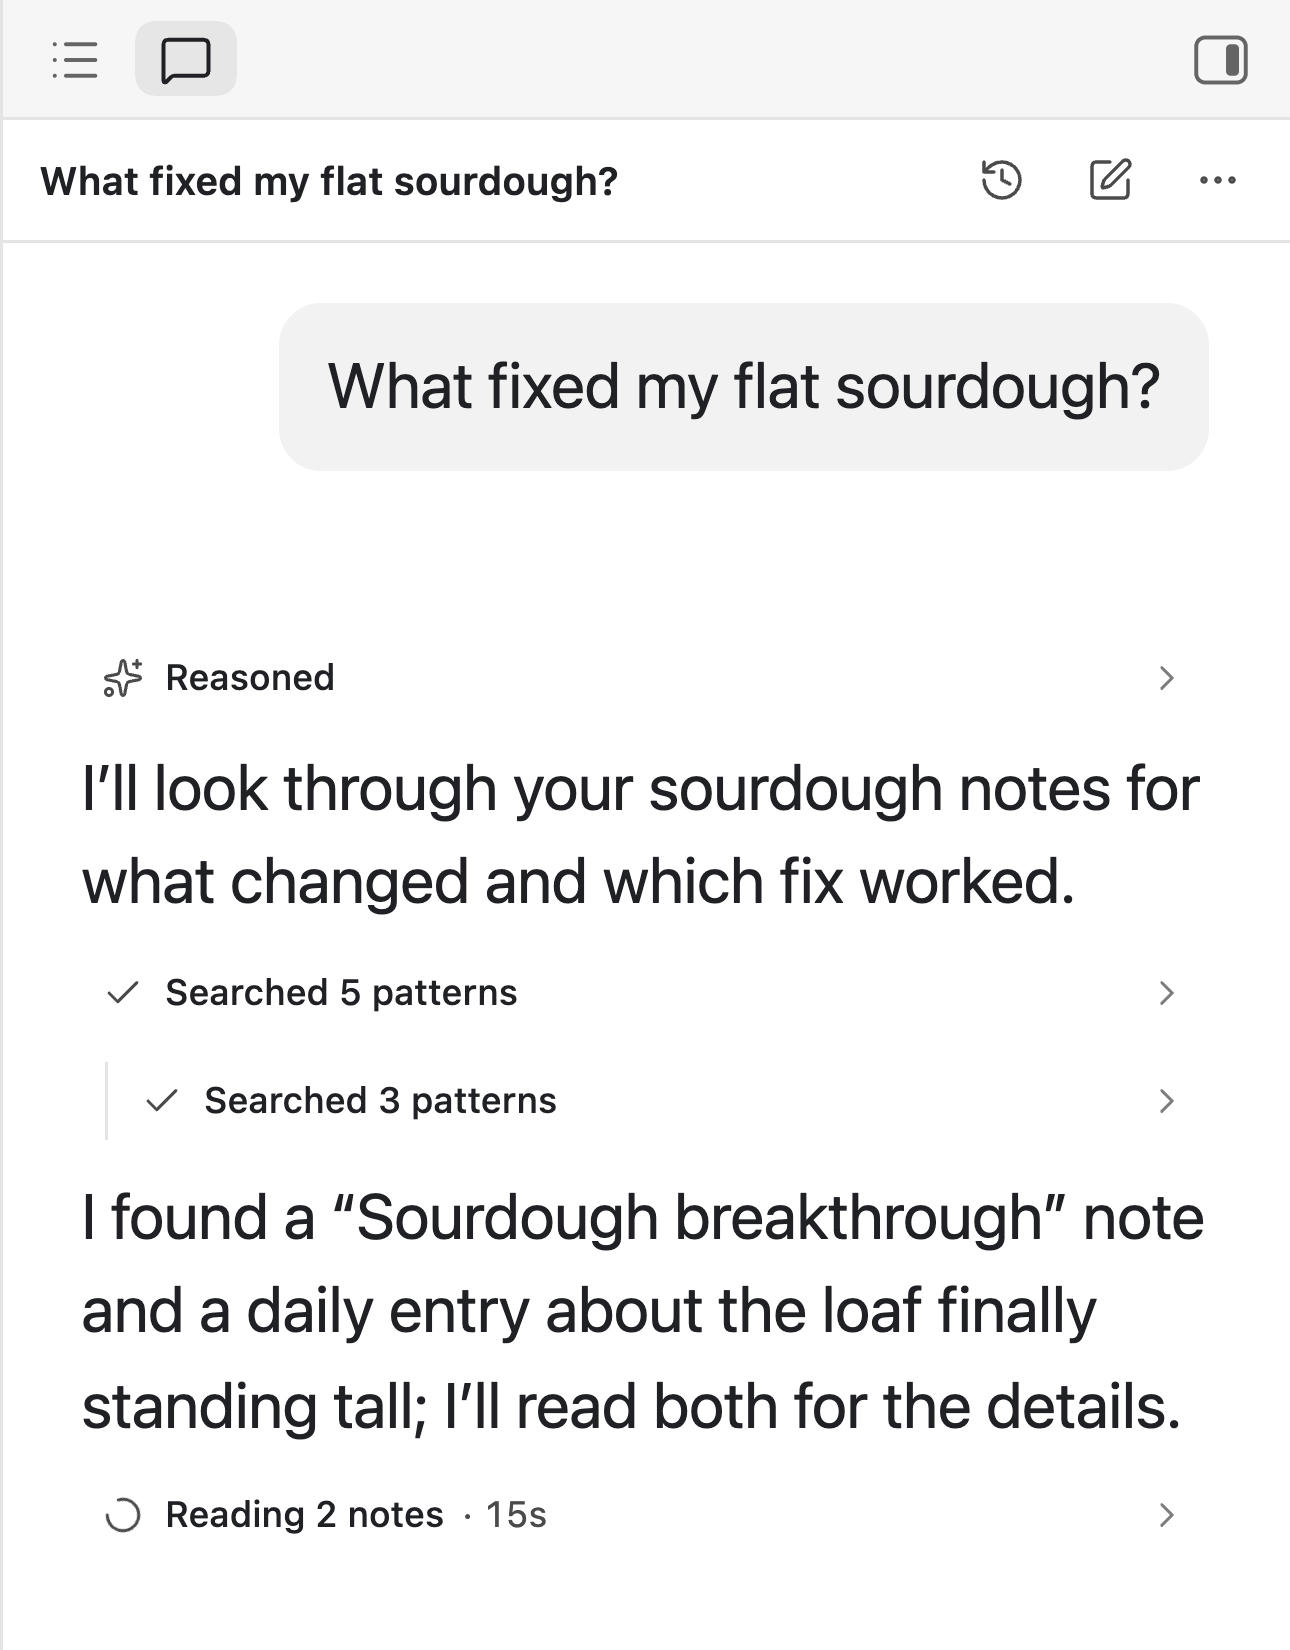 What fixed my flat sourdough?
What fixed my flat sourdough?
Reasoned
I’ll look through your sourdough notes for
what changed and which fix worked.
Searched 5 patterns
Searched 3 patterns
I found a “Sourdough breakthrough” note
and a daily entry about the loaf finally
standing tall; I’ll read both for the details.
Reading 2 notes · 15s